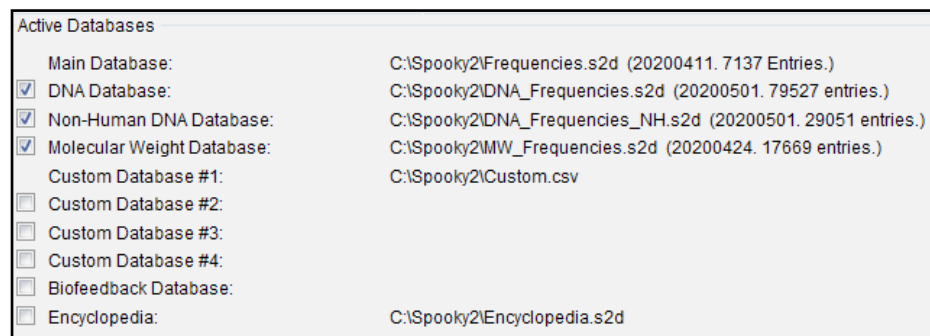 Active Databases
Main Database: C:\Spooky2\Frequencies.s2d (20200411. 7137 Entries.)
DNA Database: C:\Spooky2\DNA_Frequencies.s2d (20200501. 79527 entries.)
Non-Human DNA Database: C:\Spooky2\DNA_Frequencies_NH.s2d (20200501. 29051 entries.)
Molecular Weight Database: C:\Spooky2\MW_Frequencies.s2d (20200424. 17669 entries.)
Custom Database #1: C:\Spooky2\Custom.csv
Custom Database #2:
Custom Database #3:
Custom Database #4:
Biofeedback Database:
Encyclopedia: C:\Spooky2\Encyclopedia.s2d